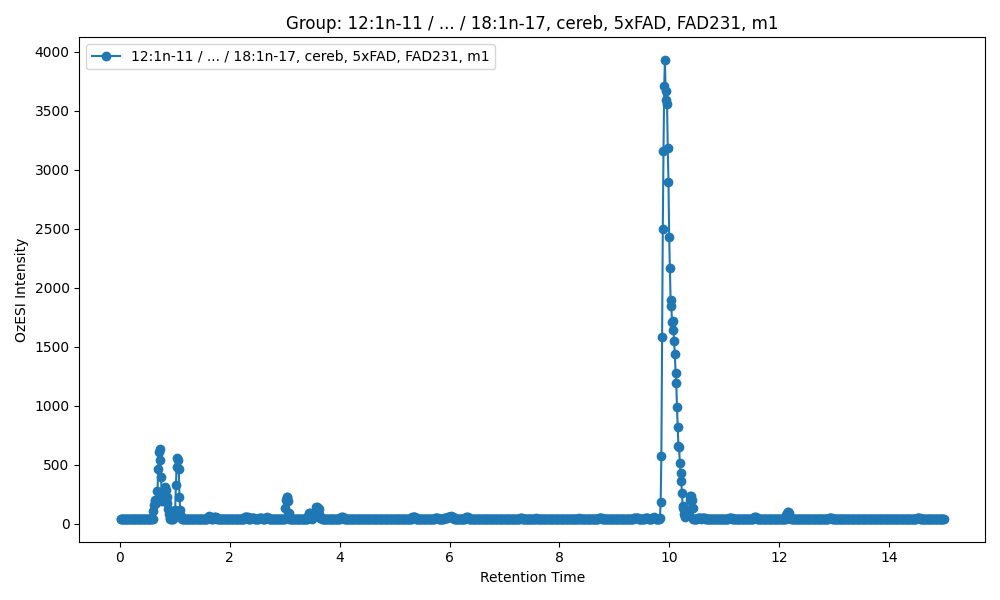 Group: 12:1n-11 / ... / 18:1n-17, cereb, 5xFAD, FAD231, m1
12:1n-11 / ... / 18:1n-17, cereb, 5xFAD, FAD231, m1
4000
3500
3000
2500
2000
1500
1000
500
0
OzESI Intensity
0 2 4 6 8 10 12 14
Retention Time